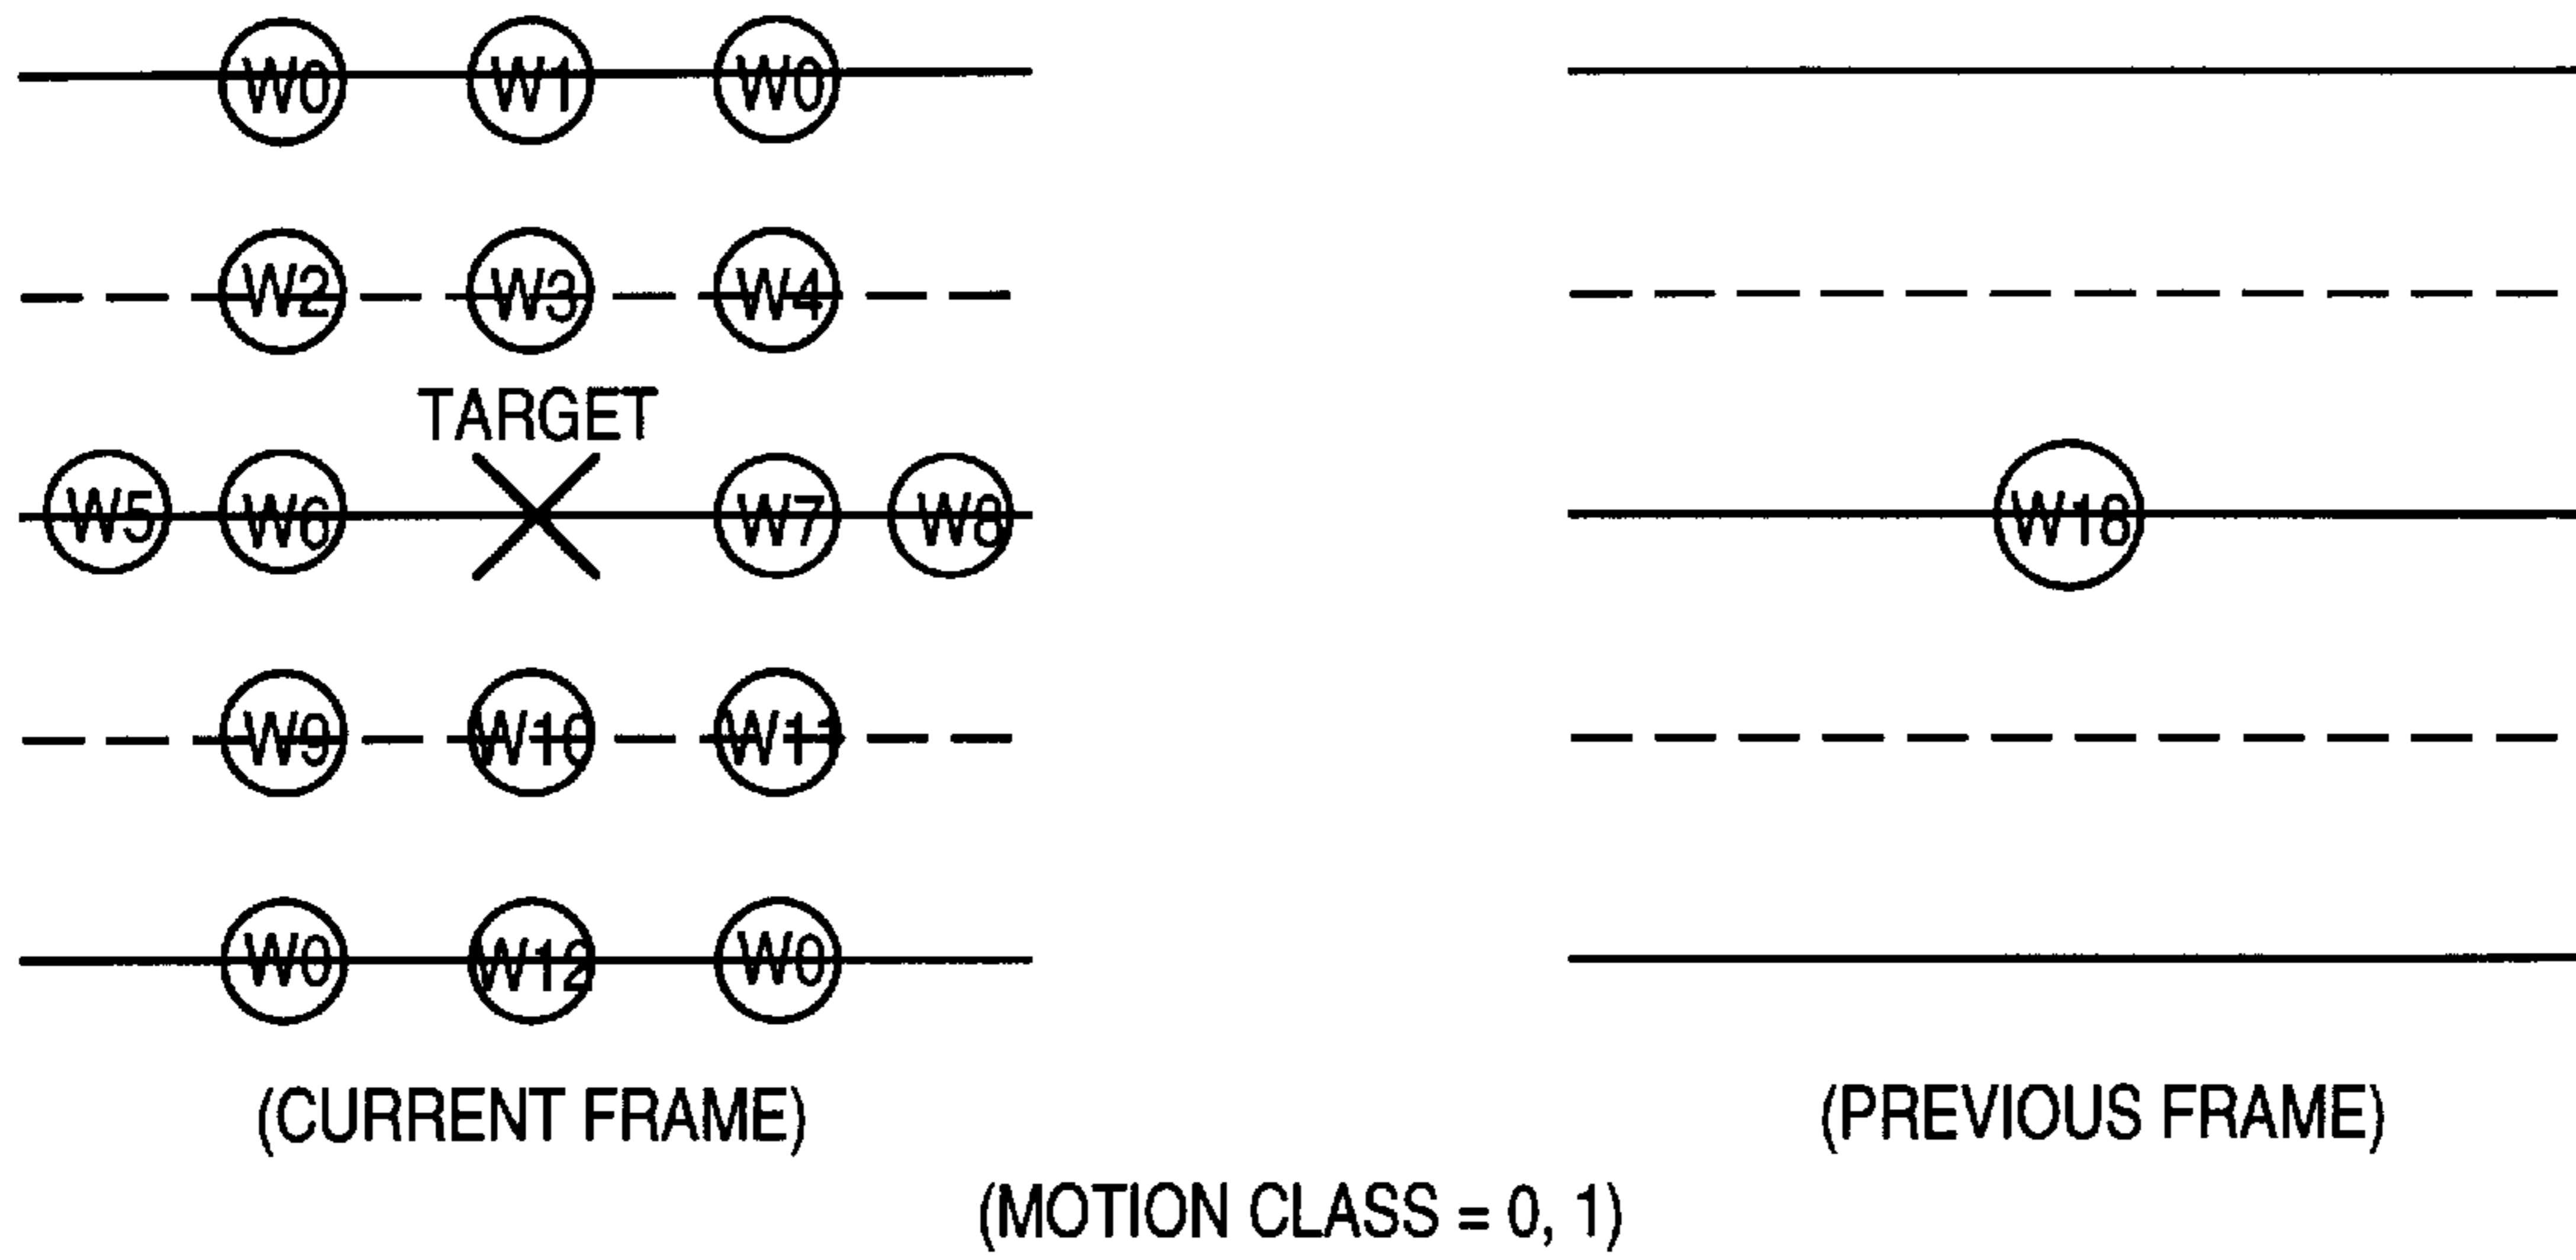 W0 W1 W0
W2 W3 W4
TARGET
W5 W6 W7 W8 W18
W9 W10 W11
W0 W12 W0
(CURRENT FRAME) (PREVIOUS FRAME)
(MOTION CLASS = 0, 1)